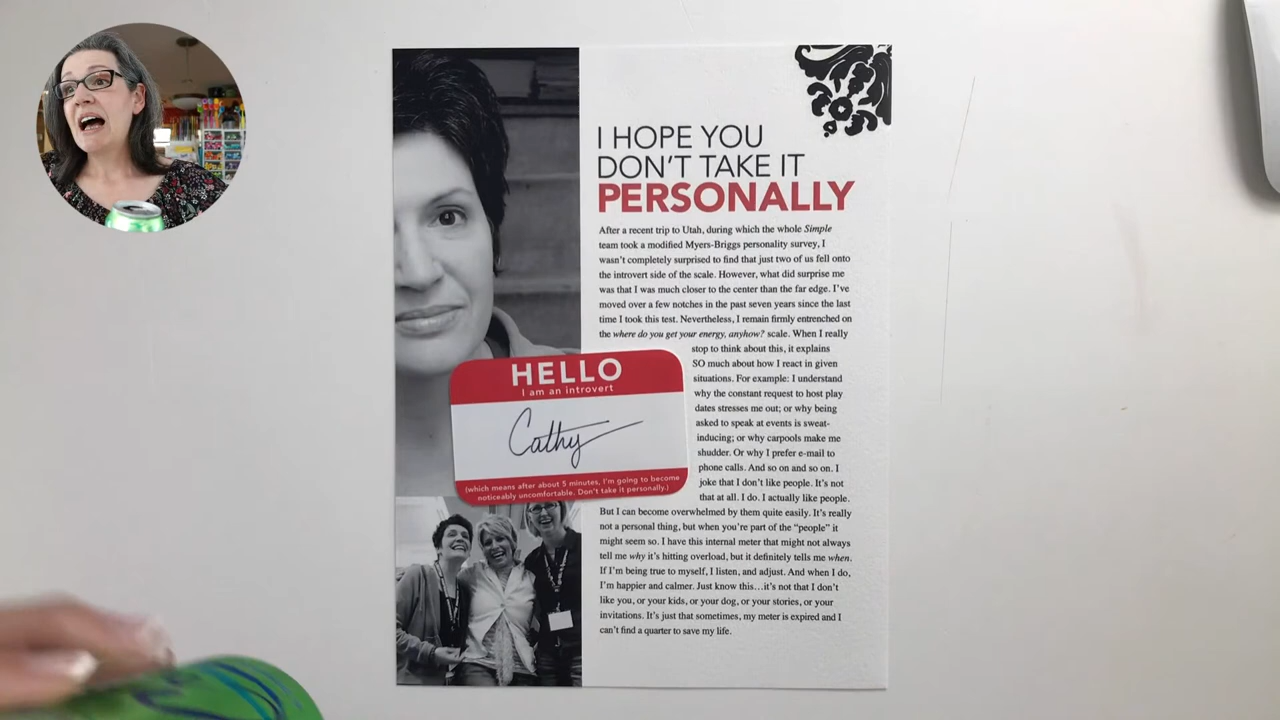 I HOPE YOU
DON'T TAKE IT
PERSONALLY
After a recent trip to Utah, during which the whole Simple
team took a modified Myers-Briggs personality survey, I
wasn't completely surprised to find that just two of us fell onto
the introvert side of the scale. However, what did surprise me
was that I was much closer to the center than the far edge. I've
moved over a few notches in the past seven years since the last
time I took this test. Nevertheless, I remain firmly entrenched on
the where do you get your energy, anyhow? scale. When I really
stop to think about this, it explains
SO much about how I react in given
situations. For example: I understand
why the constant request to host play
dates stresses me out; or why being
asked to speak at events is sweat-
inducing; or why carpools make me
shudder. Or why I prefer e-mail to
phone calls. And so on and so on. I
joke that I don't like people. It's not
that at all. I do. I actually like people.
But I can become overwhelmed by them quite easily. It's really
not a personal thing, but when you're part of the "people" it
might seem so. I have this internal meter that might not always
tell me why it's hitting overload, but it definitely tells me when.
If I'm being true to myself, I listen, and adjust. And when I do,
I'm happier and calmer. Just know this…it's not that I don't
like you, or your kids, or your dog, or your stories, or your
invitations. It's just that sometimes, my meter is expired and I
can't find a quarter to save my life.
HELLO
I am an introvert
Cathy
(which means after about 5 minutes, I'm going to become
noticeably uncomfortable. Don't take it personally.)